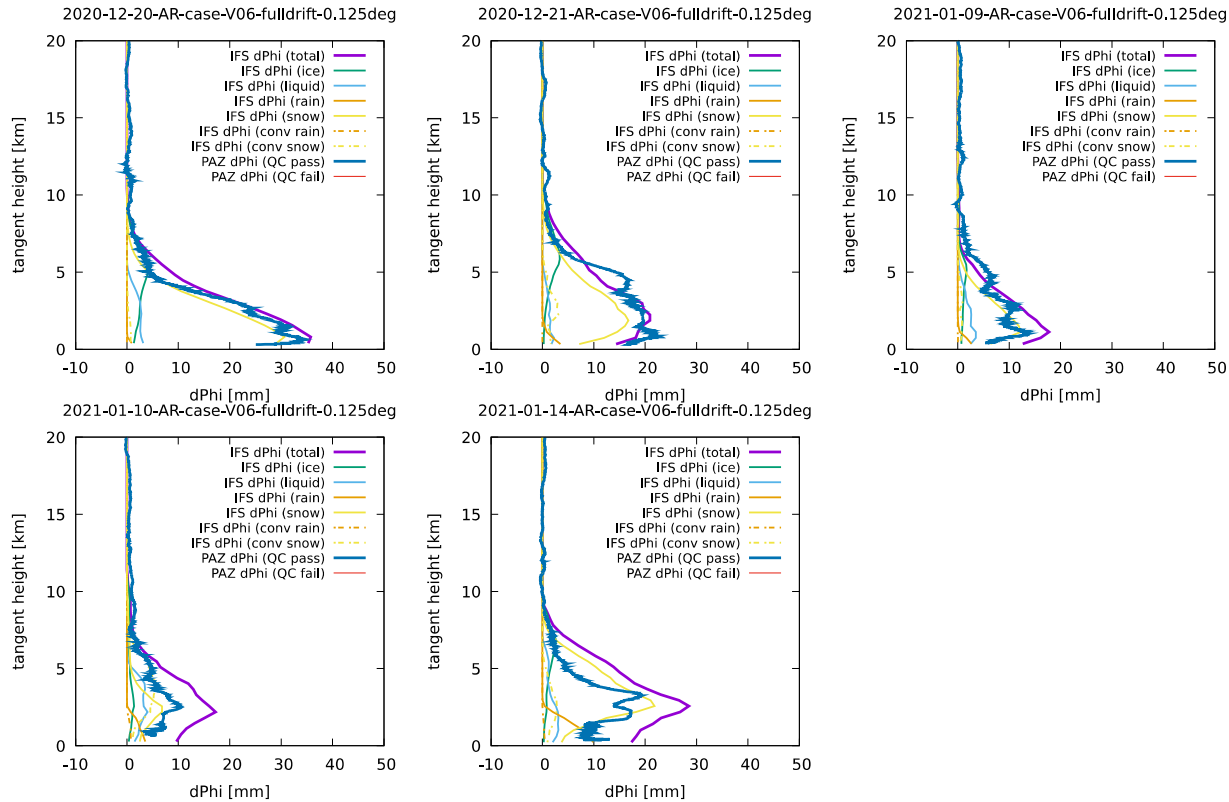 2020-12-20-AR-case-V06-fulldrift-0.125deg
20
15
10
5
0
-10
0
10
20
30
40
50
tangent height [km]
dPhi [mm]
IFS dPhi (total)
IFS dPhi (ice)
IFS dPhi (liquid)
IFS dPhi (rain)
IFS dPhi (snow)
IFS dPhi (conv rain)
IFS dPhi (conv snow)
PAZ dPhi (QC pass)
PAZ dPhi (QC fail)
2020-12-21-AR-case-V06-fulldrift-0.125deg
20
15
10
5
0
-10
0
10
20
30
40
50
tangent height [km]
dPhi [mm]
IFS dPhi (total)
IFS dPhi (ice)
IFS dPhi (liquid)
IFS dPhi (rain)
IFS dPhi (snow)
IFS dPhi (conv rain)
IFS dPhi (conv snow)
PAZ dPhi (QC pass)
PAZ dPhi (QC fail)
2021-01-09-AR-case-V06-fulldrift-0.125deg
20
15
10
5
0
-10
0
10
20
30
40
50
tangent height [km]
dPhi [mm]
IFS dPhi (total)
IFS dPhi (ice)
IFS dPhi (liquid)
IFS dPhi (rain)
IFS dPhi (snow)
IFS dPhi (conv rain)
IFS dPhi (conv snow)
PAZ dPhi (QC pass)
PAZ dPhi (QC fail)
2021-01-10-AR-case-V06-fulldrift-0.125deg
20
15
10
5
0
-10
0
10
20
30
40
50
tangent height [km]
dPhi [mm]
IFS dPhi (total)
IFS dPhi (ice)
IFS dPhi (liquid)
IFS dPhi (rain)
IFS dPhi (snow)
IFS dPhi (conv rain)
IFS dPhi (conv snow)
PAZ dPhi (QC pass)
PAZ dPhi (QC fail)
2021-01-14-AR-case-V06-fulldrift-0.125deg
20
15
10
5
0
-10
0
10
20
30
40
50
tangent height [km]
dPhi [mm]
IFS dPhi (total)
IFS dPhi (ice)
IFS dPhi (liquid)
IFS dPhi (rain)
IFS dPhi (snow)
IFS dPhi (conv rain)
IFS dPhi (conv snow)
PAZ dPhi (QC pass)
PAZ dPhi (QC fail)